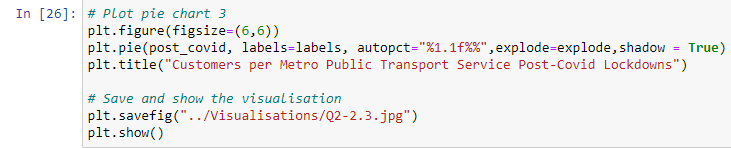 In [26]: # Plot pie chart 3
plt.figure(figsize=(6,6))
plt.pie(post_covid, labels=labels, autopct="%1.1f%%",explode=explode,shadow = True)
plt.title("Customers per Metro Public Transport Service Post-Covid Lockdowns")
# Save and show the visualisation
plt.savefig("../Visualisations/Q2-2.3.jpg")
plt.show()